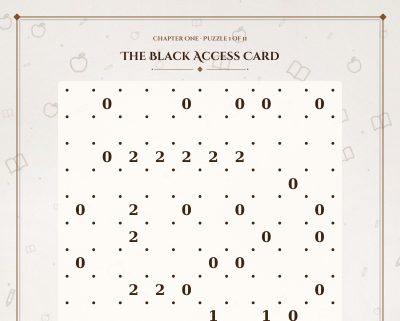 CHAPTER ONE · PUZZLE 1 OF 11
THE BLACK ACCESS CARD
0 0 0 0 0
0 2 2 2 2 2
0
0 2 0 0 0
2 0 0
0 0 0
2 2 0 0
1 1 0